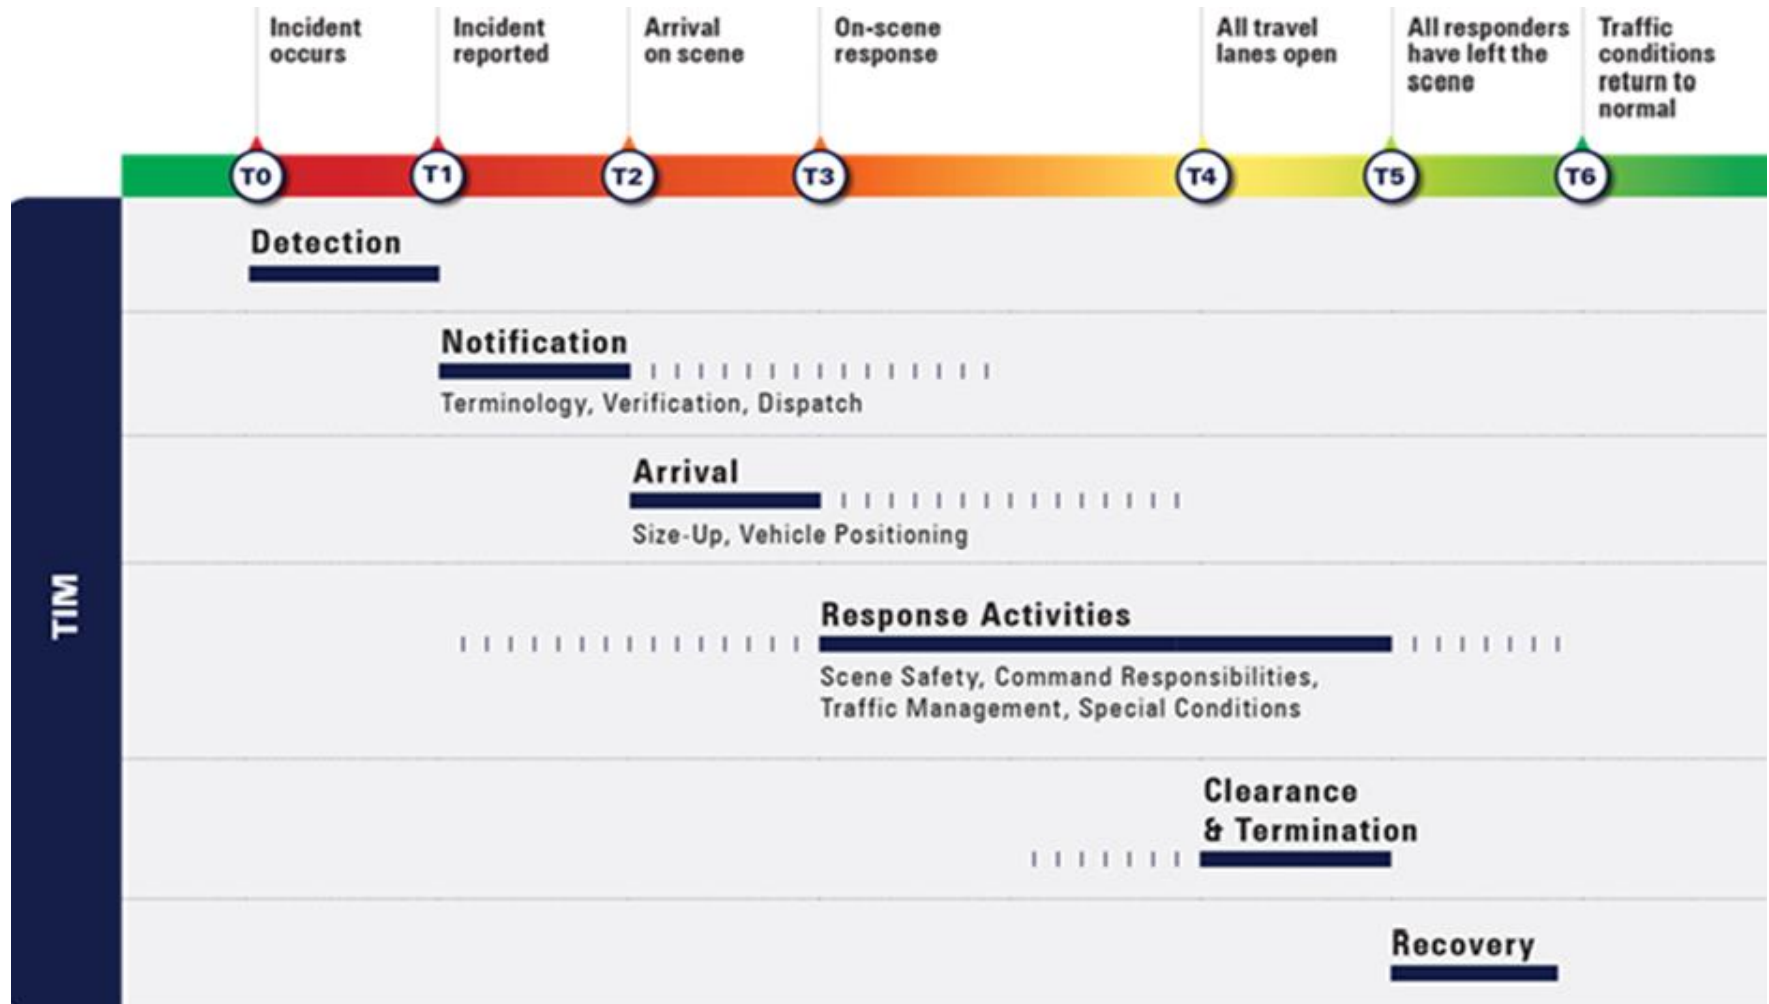 Incident
occurs
Incident
reported
Arrival
on scene
On-scene
response
All travel
lanes open
All responders
have left the
scene
Traffic
conditions
return to
normal
T0
T1
T2
T3
T4
T5
T6
TIM
Detection
Notification
Terminology, Verification, Dispatch
Arrival
Size-Up, Vehicle Positioning
Response Activities
Scene Safety, Command Responsibilities,
Traffic Management, Special Conditions
Clearance
& Termination
Recovery